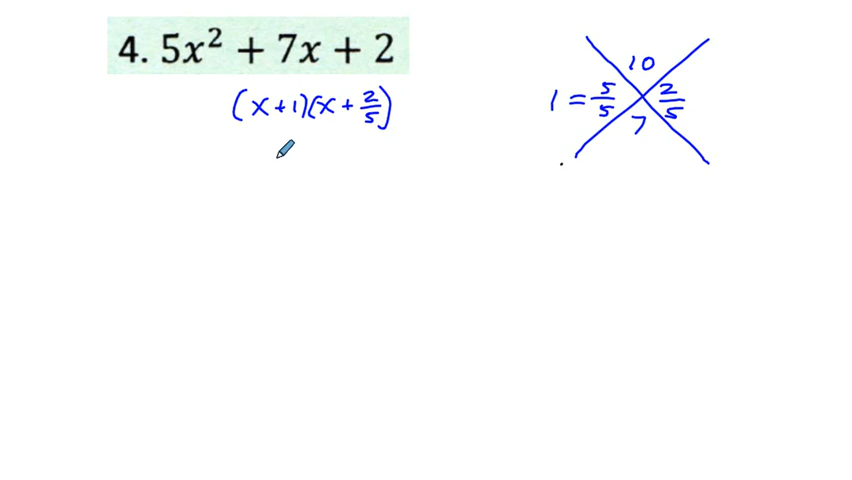 4. 5x² + 7x + 2
(x + 1)(x + 2/5)
10
1 = 5/5 2/5
7